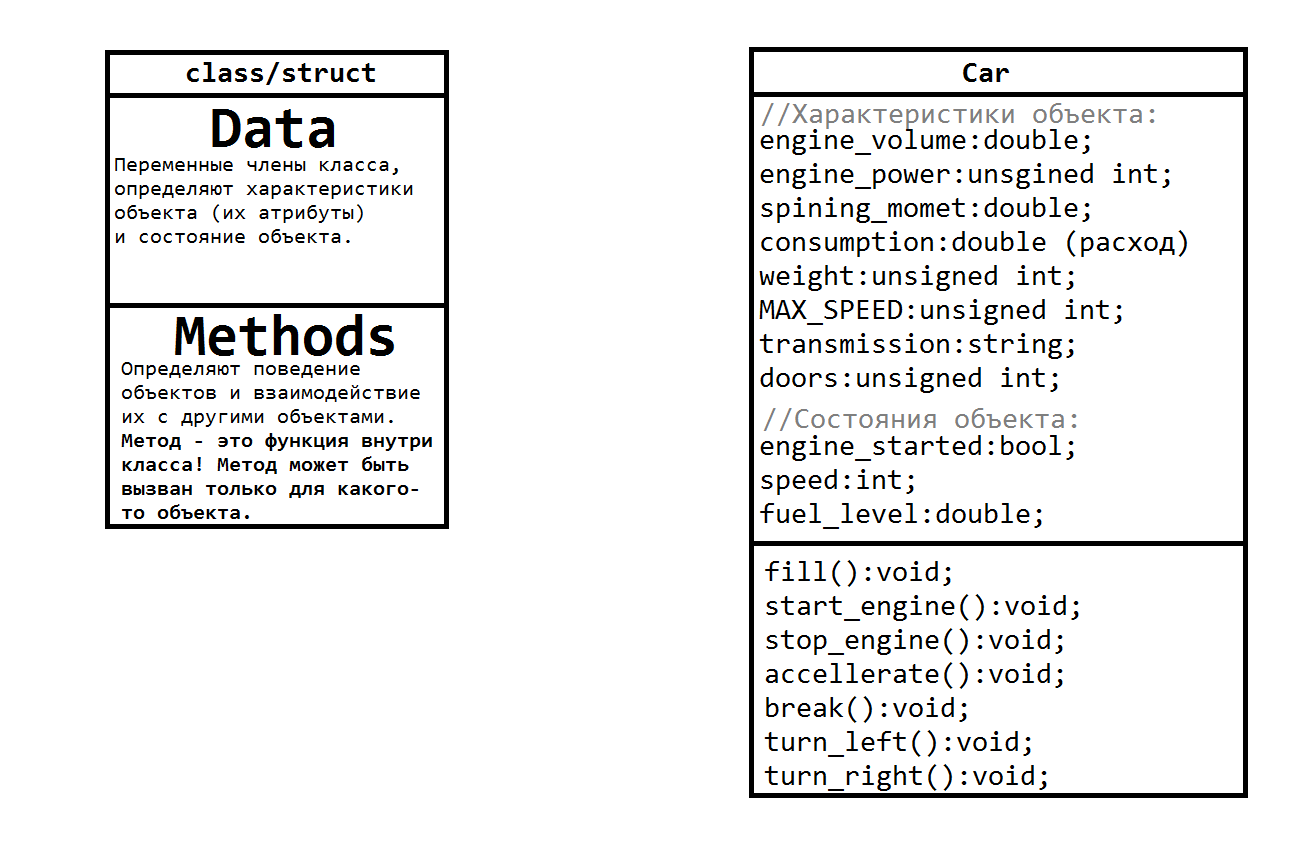 class/struct
Data
Переменные члены класса,
определяют характеристики
объекта (их атрибуты)
и состояние объекта.
Methods
Определяют поведение
объектов и взаимодействие
их с другими объектами.
Метод - это функция внутри
класса! Метод может быть
вызван только для какого-
то объекта.
Car
//Характеристики объекта:
engine_volume:double;
engine_power:unsgined int;
spining_momet:double;
consumption:double (расход)
weight:unsigned int;
MAX_SPEED:unsigned int;
transmission:string;
doors:unsigned int;
//Состояния объекта:
engine_started:bool;
speed:int;
fuel_level:double;
fill():void;
start_engine():void;
stop_engine():void;
accellerate():void;
break():void;
turn_left():void;
turn_right():void;